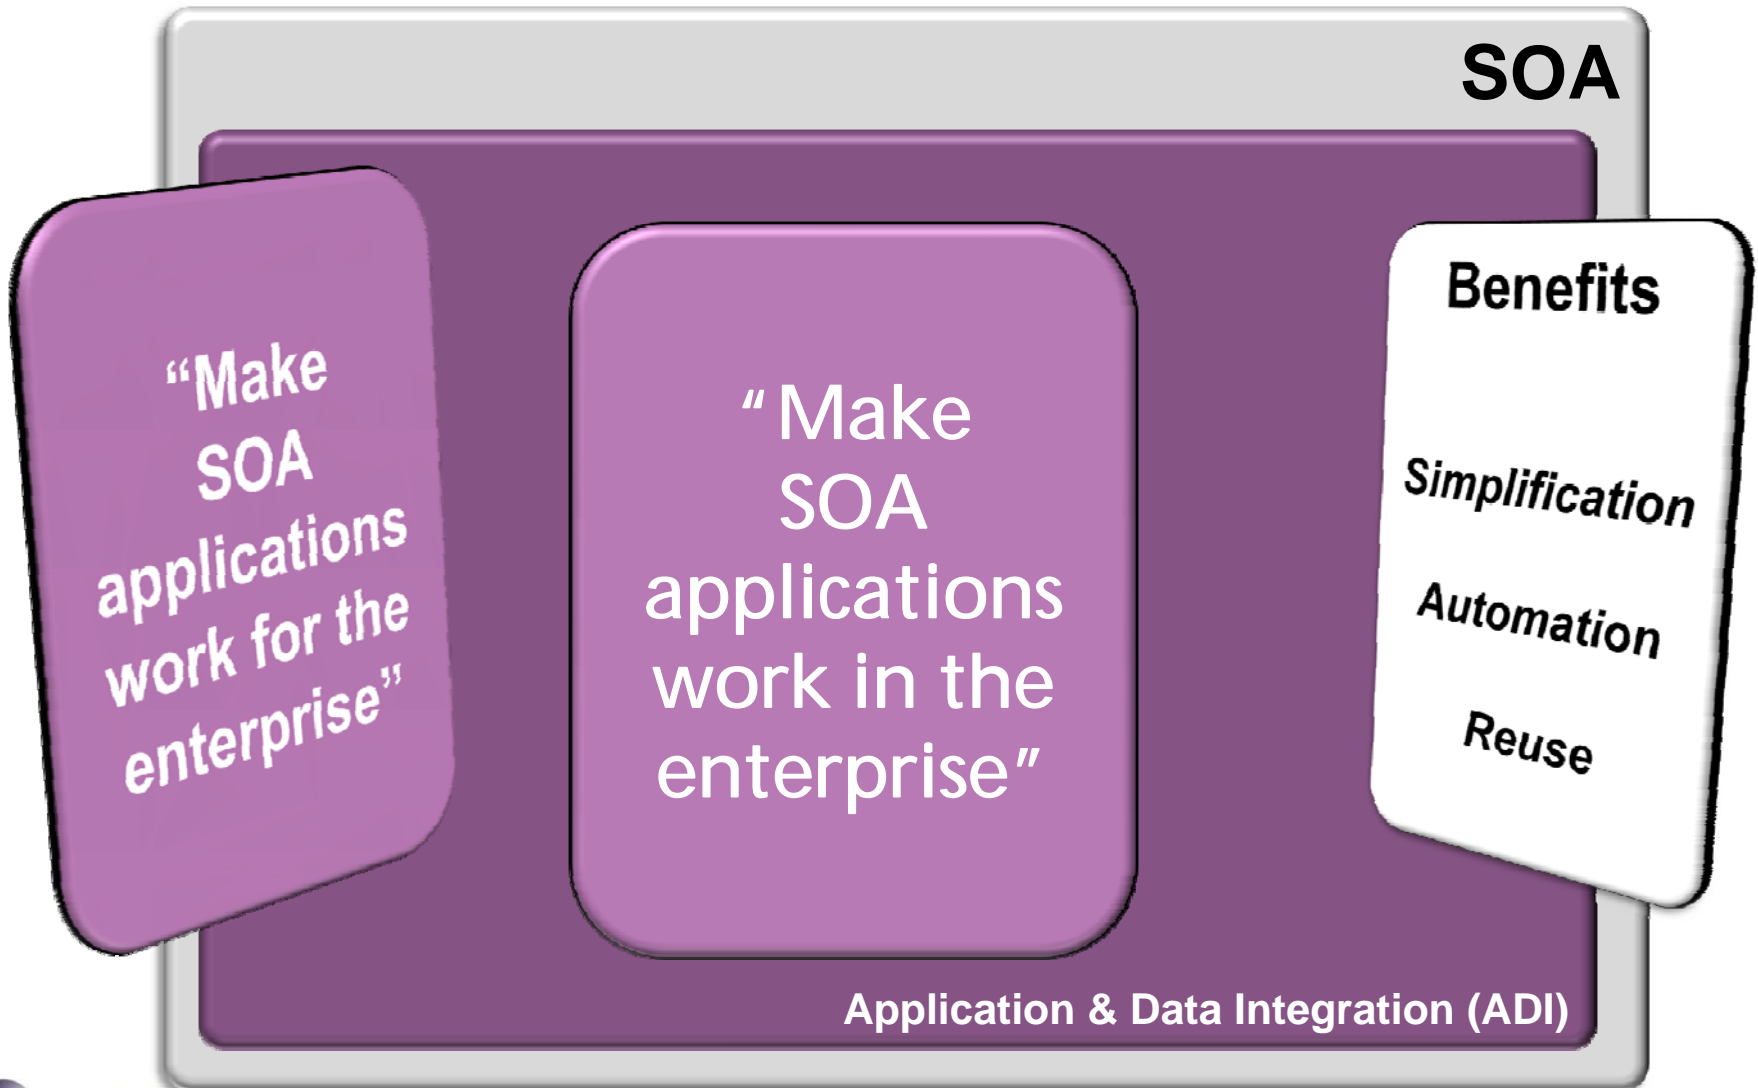 SOA
“Make
SOA
applications
work for the
enterprise”
“Make
SOA
applications
work in the
enterprise”
Benefits
Simplification
Automation
Reuse
Application & Data Integration (ADI)